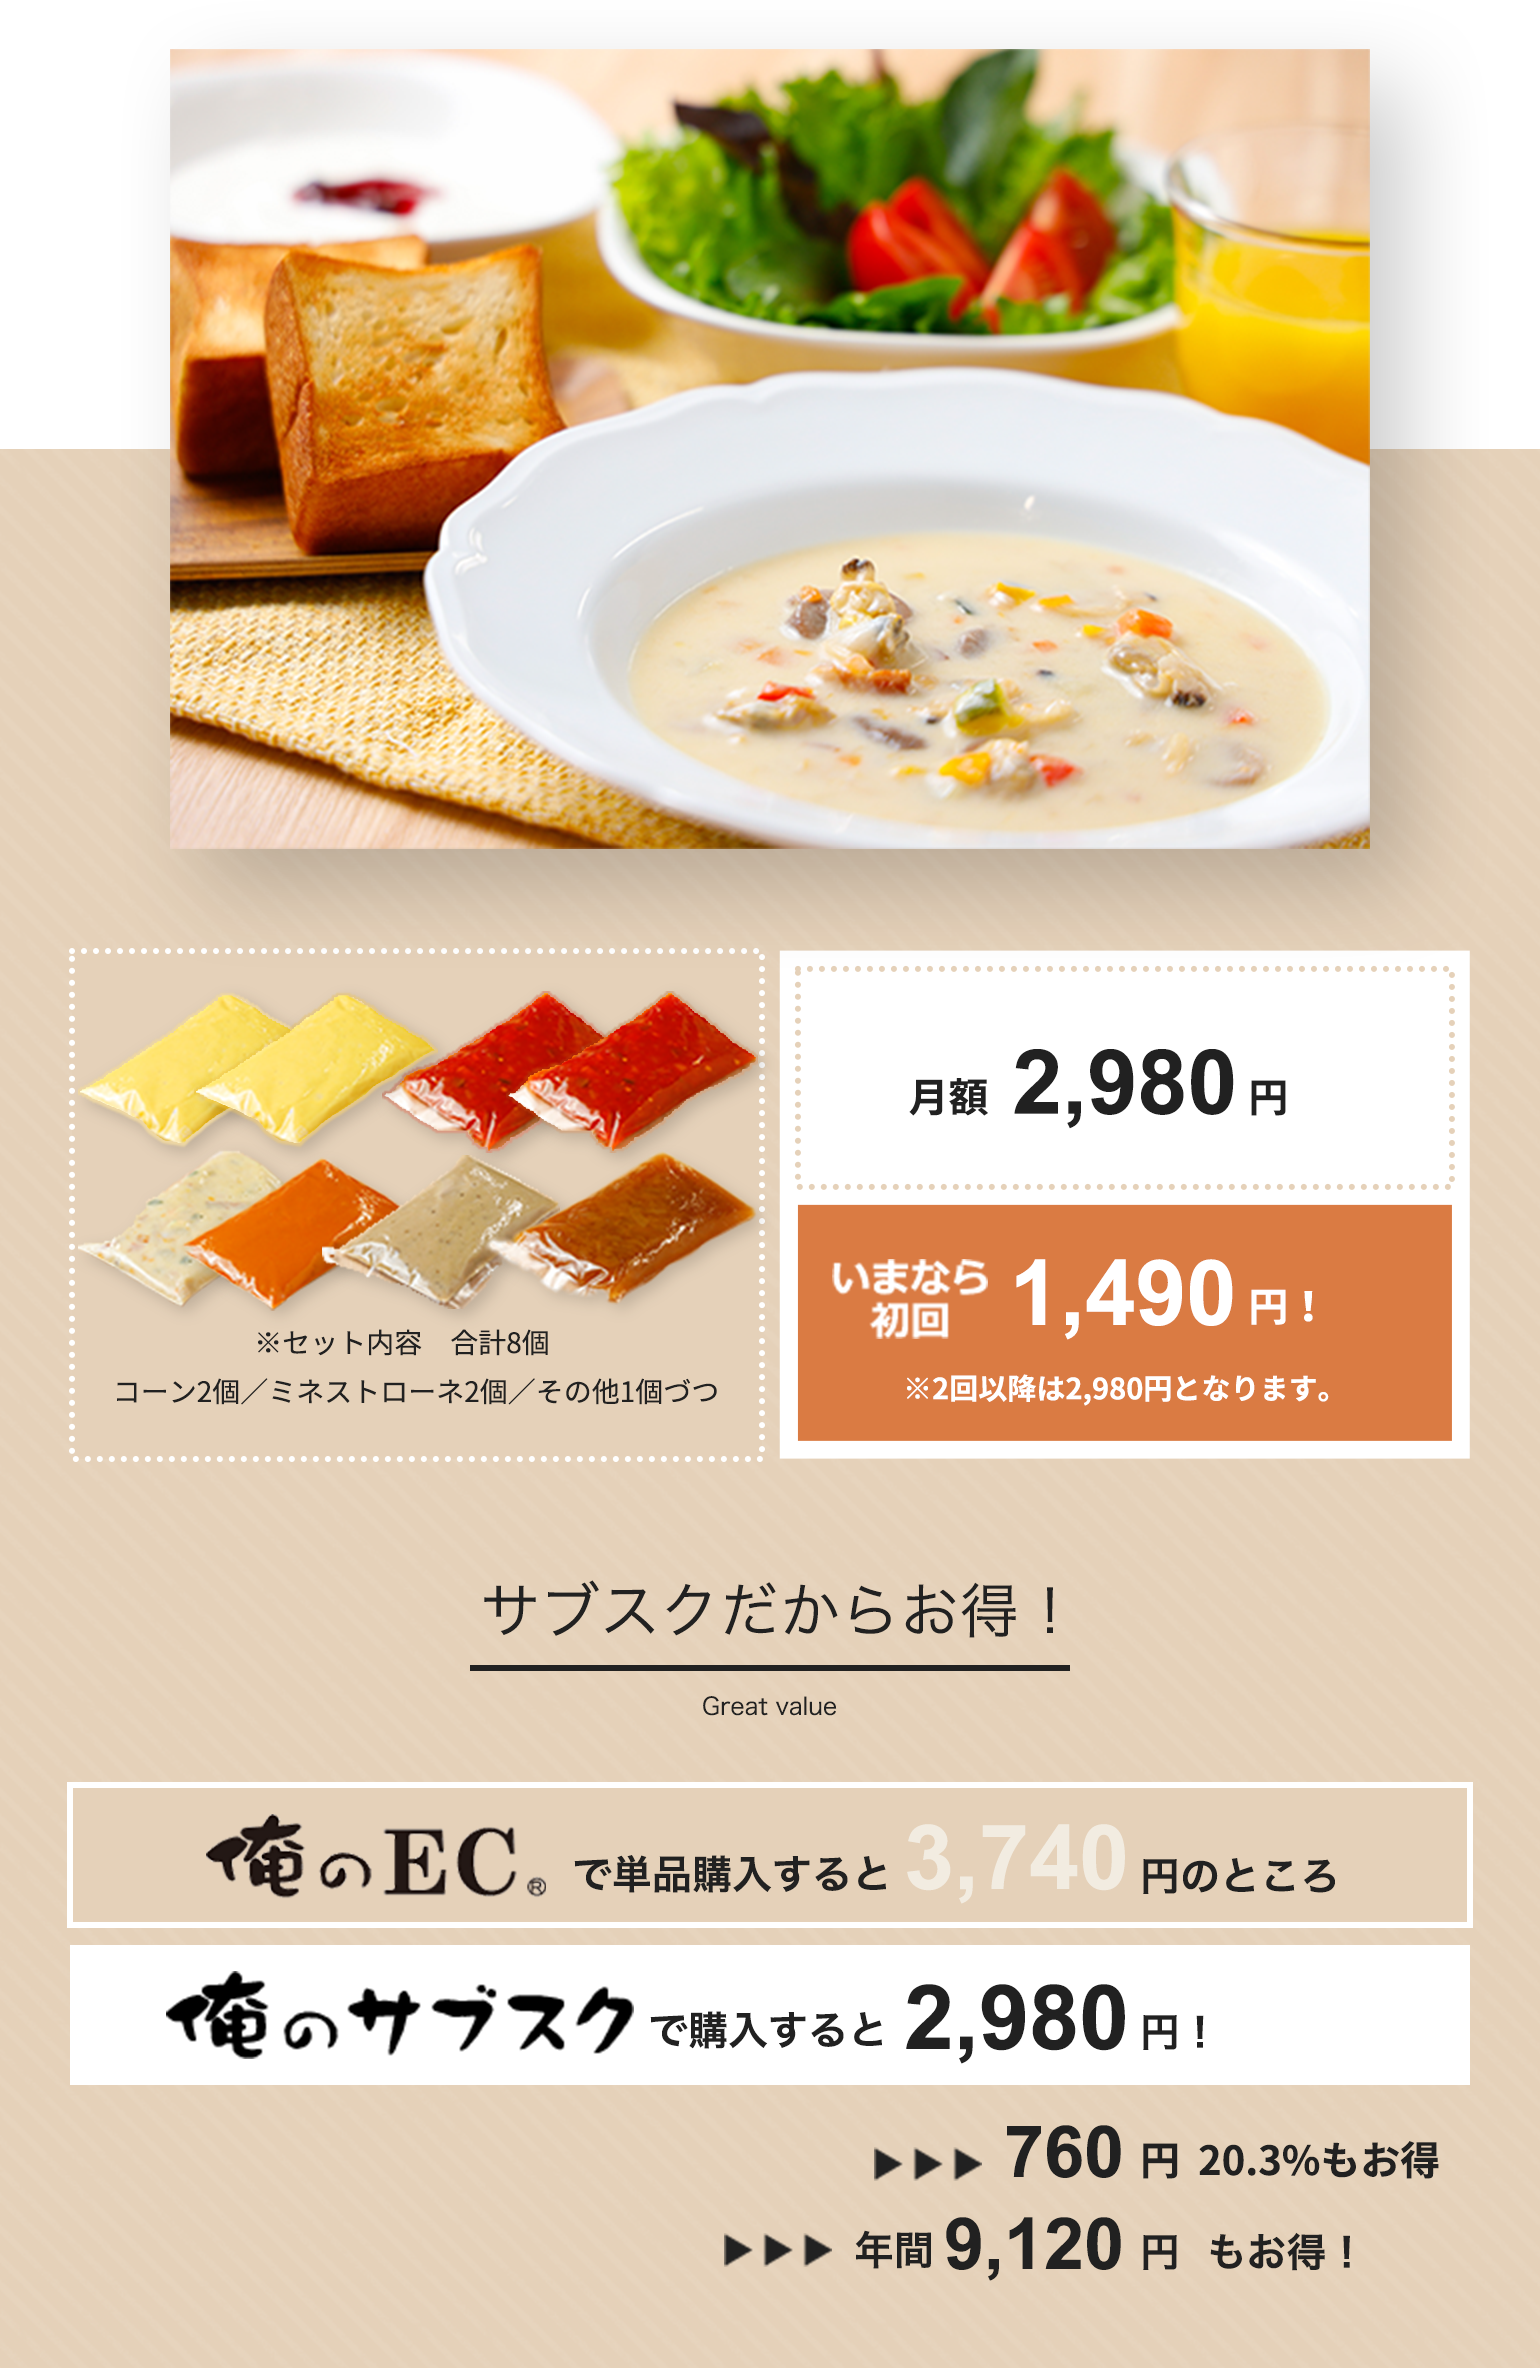 ※セット内容　合計8個
コーン2個／ミネストローネ2個／その他1個づつ
月額 2,980 円
いまなら
初回 1,490 円！
※2回以降は2,980円となります。
サブスクだからお得！
Great value
俺のEC® で単品購入すると 3,740 円のところ
俺のサブスク で購入すると 2,980 円！
▶▶▶ 760 円 20.3%もお得
▶▶▶ 年間 9,120 円 もお得！